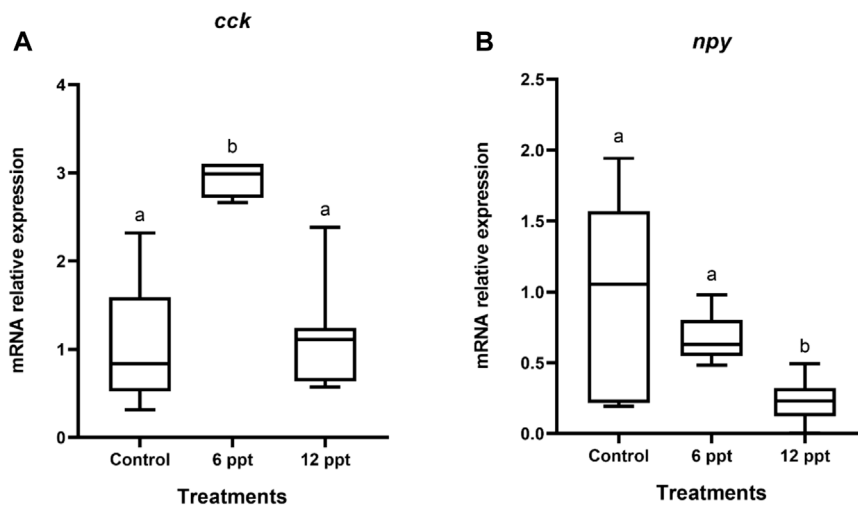 A
cck
mRNA relative expression
4
3
2
1
0
a
b
a
Control
6 ppt
12 ppt
Treatments
B
npy
mRNA relative expression
2.5
2.0
1.5
1.0
0.5
0.0
a
a
b
Control
6 ppt
12 ppt
Treatments